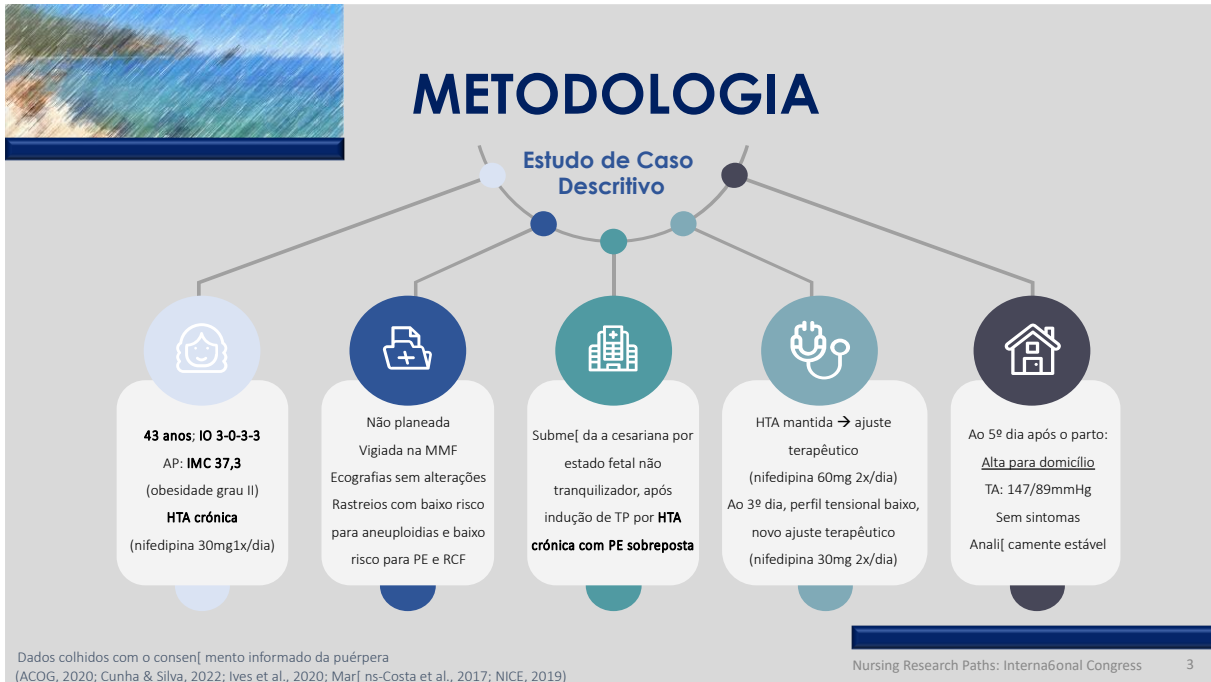 METODOLOGIA
Estudo de Caso
Descritivo
43 anos; IO 3-0-3-3
AP: IMC 37,3
(obesidade grau II)
HTA crónica
(nifedipina 30mg1x/dia)
Não planeada
Vigiada na MMF
Ecografias sem alterações
Rastreios com baixo risco
para aneuploidias e baixo
risco para PE e RCF
Subme[ da a cesariana por
estado fetal não
tranquilizador, após
indução de TP por HTA
crónica com PE sobreposta
HTA mantida → ajuste
terapêutico
(nifedipina 60mg 2x/dia)
Ao 3º dia, perfil tensional baixo,
novo ajuste terapêutico
(nifedipina 30mg 2x/dia)
Ao 5º dia após o parto:
Alta para domicílio
TA: 147/89mmHg
Sem sintomas
Anali[ camente estável
Dados colhidos com o consen[ mento informado da puérpera
(ACOG, 2020; Cunha & Silva, 2022; Ives et al., 2020; Mar[ ns-Costa et al., 2017; NICE, 2019)
Nursing Research Paths: Interna6onal Congress 3